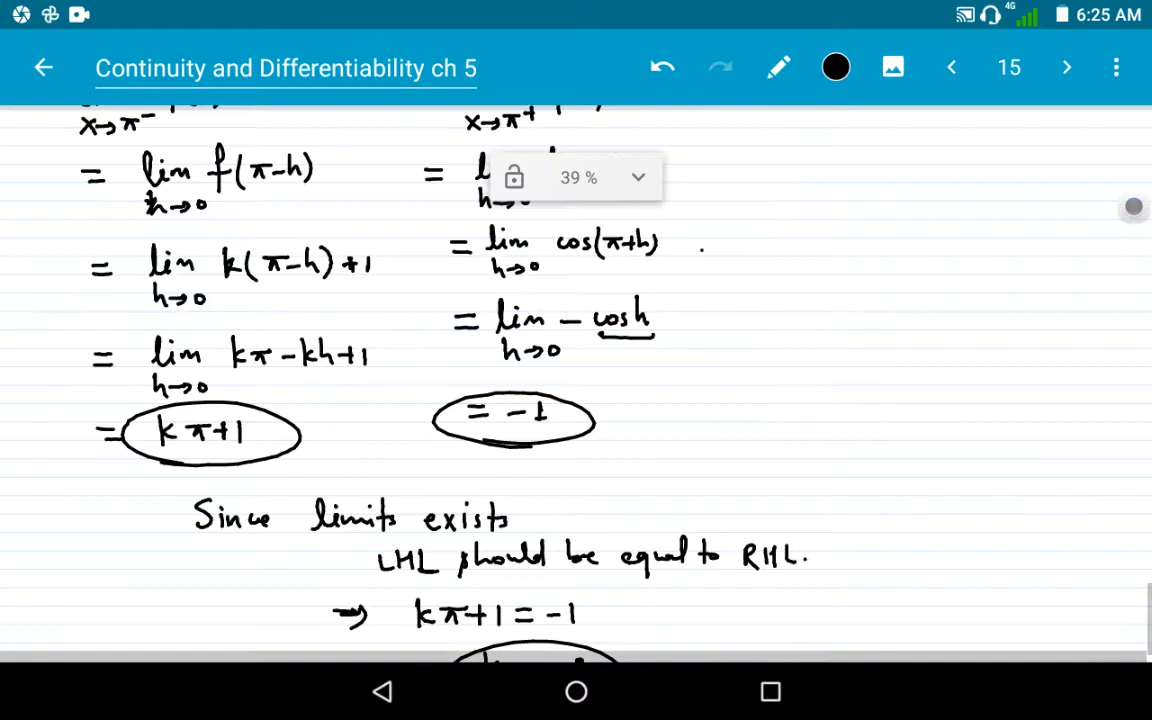 6:25 AM
4G
Continuity and Differentiability ch 5
15
x→π⁻
x→π⁺
= lim f(π-h)
h→0
=
39 %
= lim k(π-h)+1
h→0
= lim cos(π+h)
h→0
= lim - cosh
h→0
= lim kπ-kh+1
h→0
= kπ+1
= -1
Since limits exists
LHL should be equal to RHL.
⇒ kπ+1 = -1